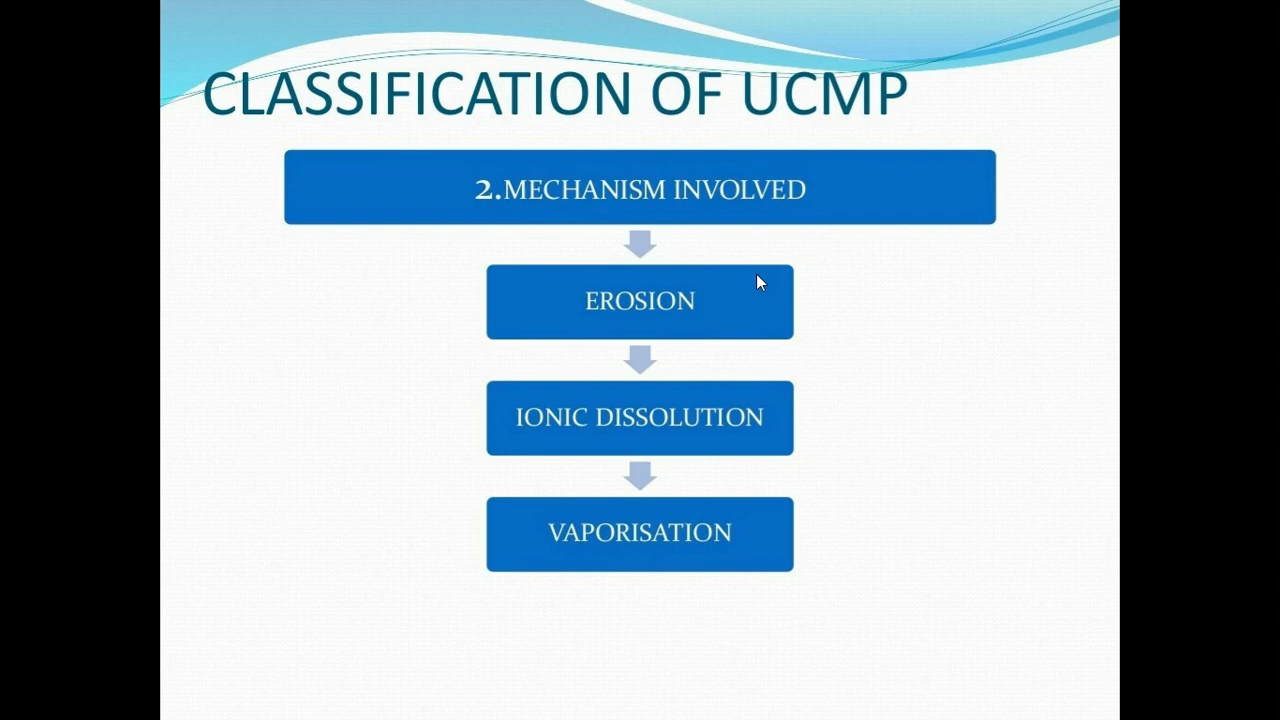 CLASSIFICATION OF UCMP
2.MECHANISM INVOLVED
EROSION
IONIC DISSOLUTION
VAPORISATION